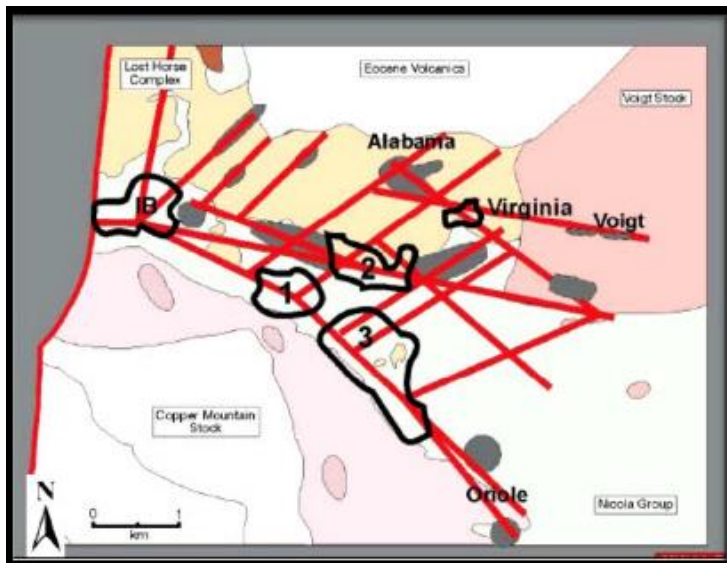 Lost Horse
Complex
Eocene Volcanics
Voigt Stock
Alabama
IB
Virginia
Voigt
2
1
3
Copper Mountain
Stock
N
0 1
km
Oriole
Nicola Group